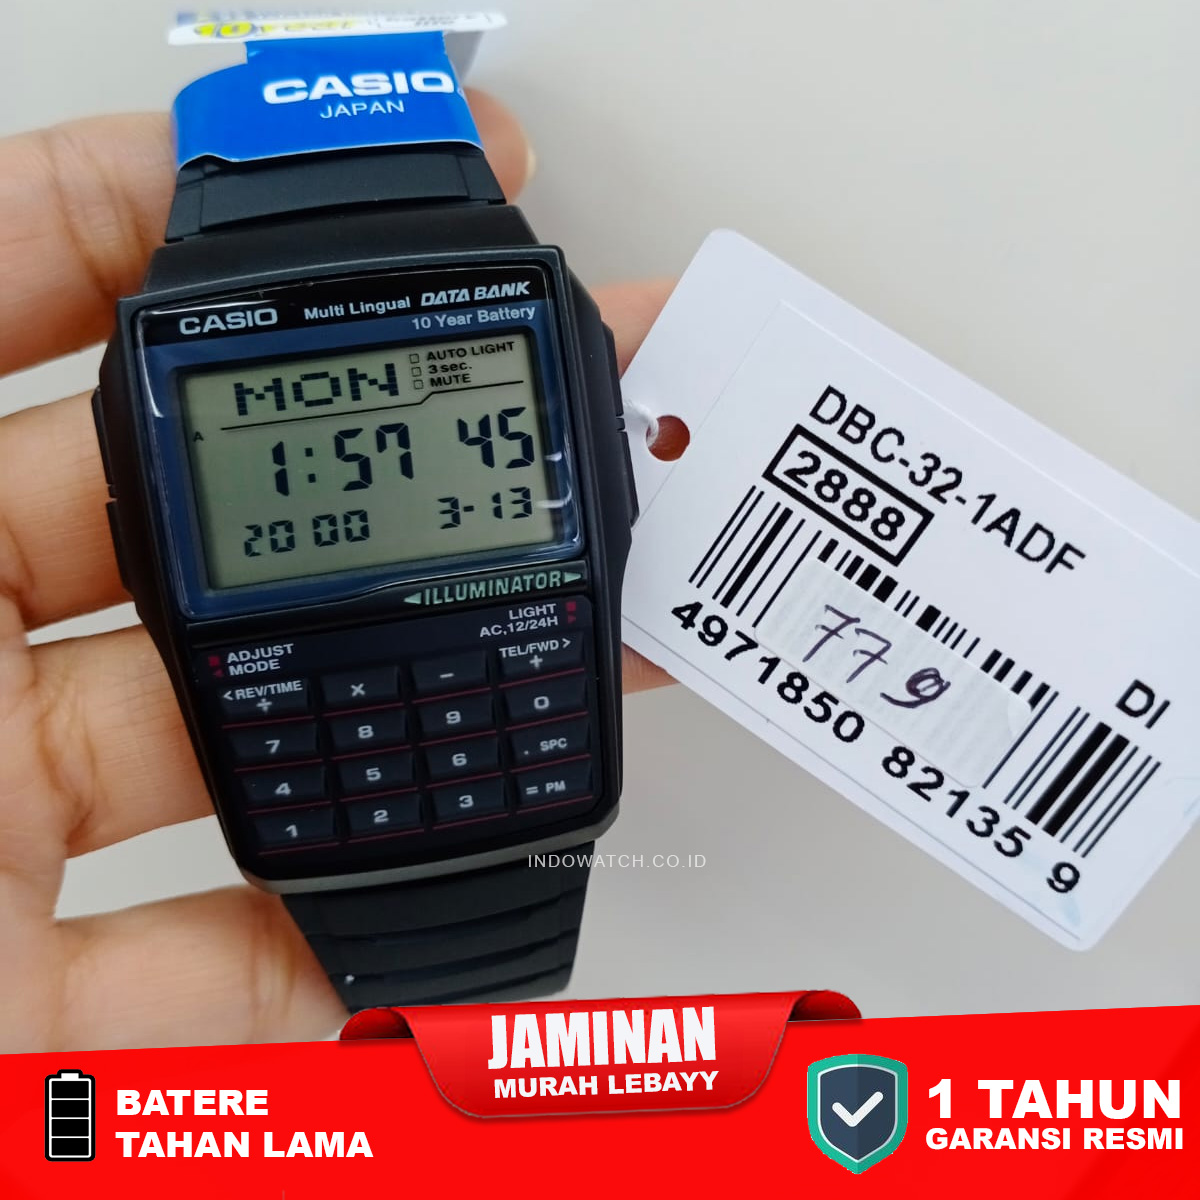 CASIO
JAPAN
CASIO Multi Lingual DATA BANK
10 Year Battery
MON
AUTO LIGHT
3 sec.
MUTE
A
1:57 45
20 00 3-13
ILLUMINATOR
LIGHT
AC,12/24H
ADJUST
MODE
TEL/FWD >
< REV/TIME
÷ × − +
7 8 9 0
4 5 6 . SPC
1 2 3 = PM
DBC-32-1ADF
2888
779
DI
4971850 82135 9
INDOWATCH.CO.ID
JAMINAN
MURAH LEBAYY
BATERE
TAHAN LAMA
1 TAHUN
GARANSI RESMI